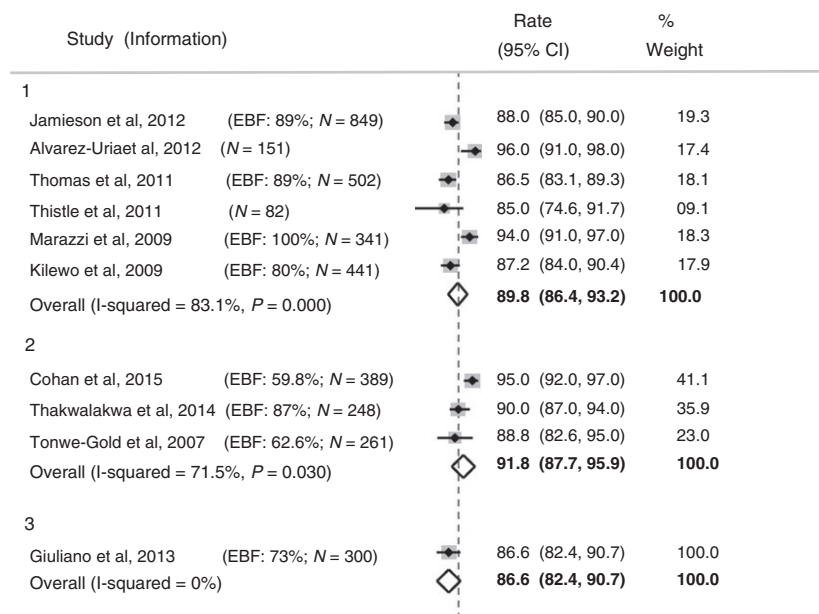 Study (Information) Rate (95% CI) % Weight
1
Jamieson et al, 2012 (EBF: 89%; N = 849) 88.0 (85.0, 90.0) 19.3
Alvarez-Uriaet al, 2012 (N = 151) 96.0 (91.0, 98.0) 17.4
Thomas et al, 2011 (EBF: 89%; N = 502) 86.5 (83.1, 89.3) 18.1
Thistle et al, 2011 (N = 82) 85.0 (74.6, 91.7) 09.1
Marazzi et al, 2009 (EBF: 100%; N = 341) 94.0 (91.0, 97.0) 18.3
Kilewo et al, 2009 (EBF: 80%; N = 441) 87.2 (84.0, 90.4) 17.9
Overall (I-squared = 83.1%, P = 0.000) 89.8 (86.4, 93.2) 100.0
2
Cohan et al, 2015 (EBF: 59.8%; N = 389) 95.0 (92.0, 97.0) 41.1
Thakwalakwa et al, 2014 (EBF: 87%; N = 248) 90.0 (87.0, 94.0) 35.9
Tonwe-Gold et al, 2007 (EBF: 62.6%; N = 261) 88.8 (82.6, 95.0) 23.0
Overall (I-squared = 71.5%, P = 0.030) 91.8 (87.7, 95.9) 100.0
3
Giuliano et al, 2013 (EBF: 73%; N = 300) 86.6 (82.4, 90.7) 100.0
Overall (I-squared = 0%) 86.6 (82.4, 90.7) 100.0